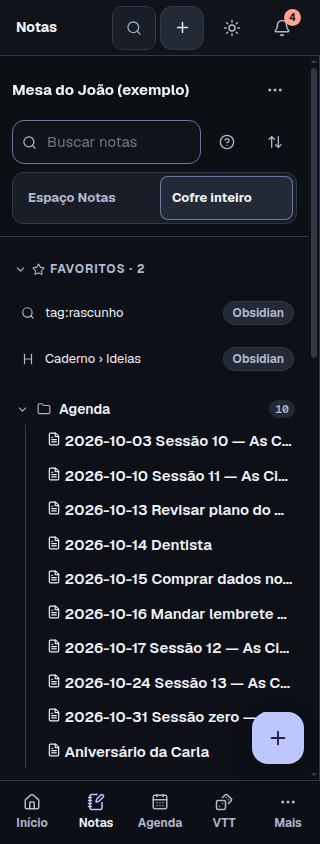 Notas
4
Mesa do João (exemplo)
Buscar notas
Espaço Notas
Cofre inteiro
FAVORITOS · 2
tag:rascunho
Obsidian
Caderno › Ideias
Obsidian
Agenda
10
2026-10-03 Sessão 10 — As C...
2026-10-10 Sessão 11 — As Ci...
2026-10-13 Revisar plano do ...
2026-10-14 Dentista
2026-10-15 Comprar dados no...
2026-10-16 Mandar lembrete ...
2026-10-17 Sessão 12 — As Ci...
2026-10-24 Sessão 13 — As C...
2026-10-31 Sessão zero —
Aniversário da Carla
Início
Notas
Agenda
VTT
Mais